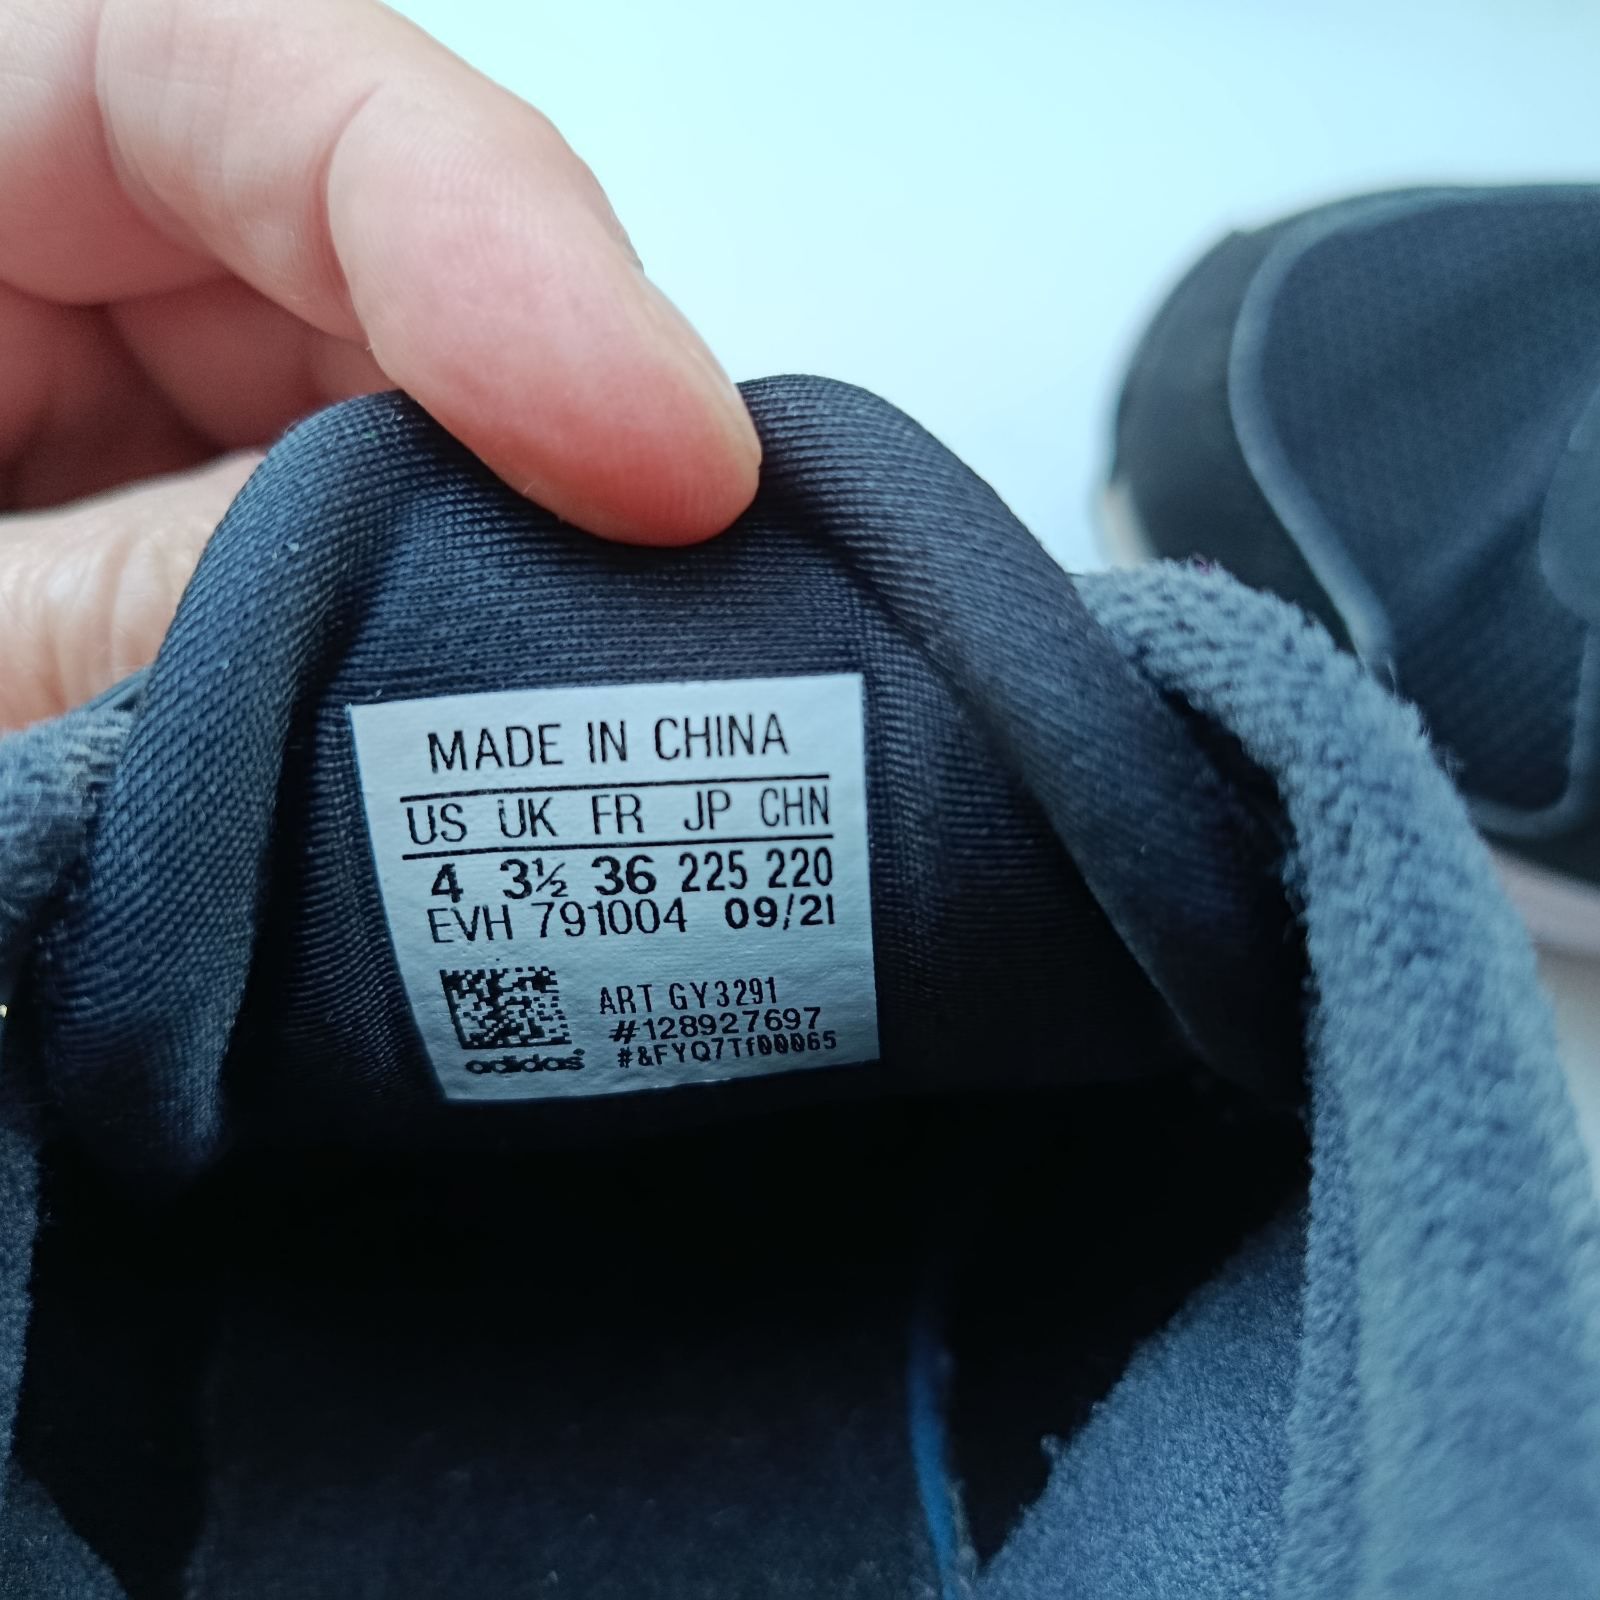 MADE IN CHINA
US UK FR JP CHN
4 3½ 36 225 220
EVH 791004 09/21
ART GY3291
#128927697
#&FYQ7Tf00065
adidas